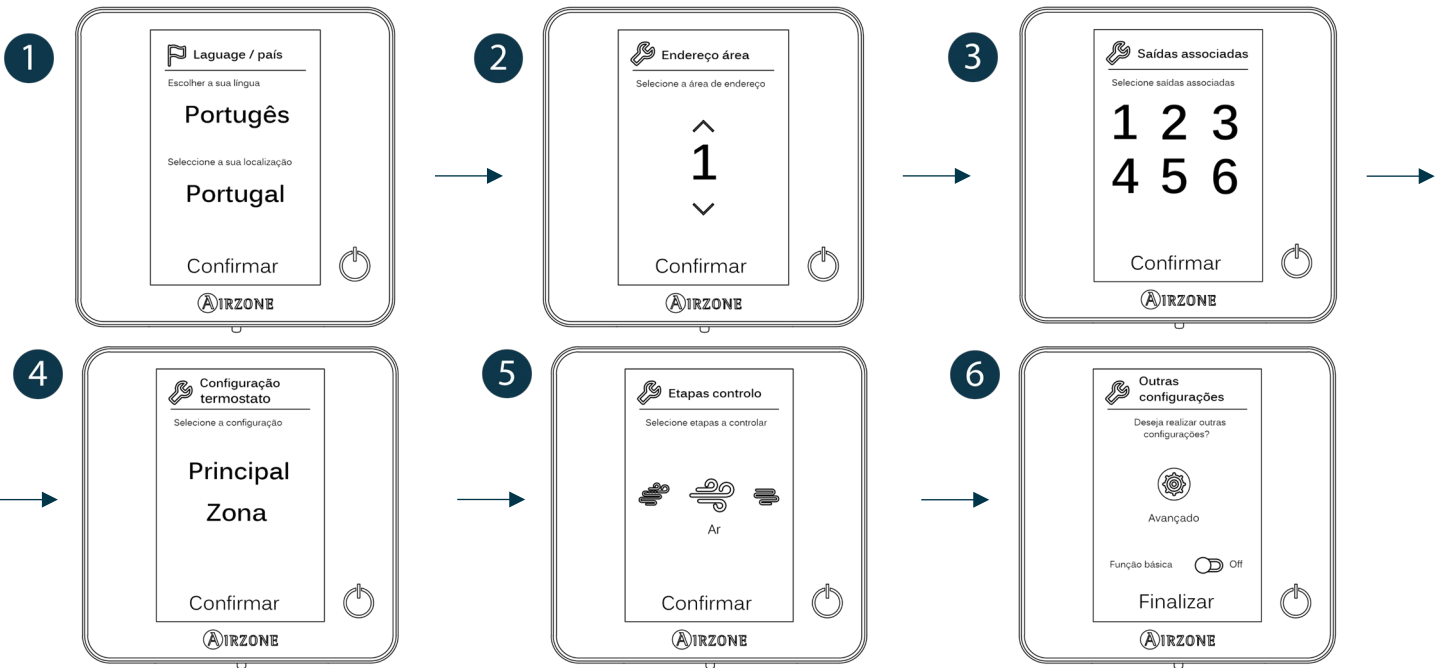 1
Laguage / país
Escolher a sua língua
Portugês
Seleccione a sua localização
Portugal
Confirmar
AIRZONE
2
Endereço área
Selecione a área de endereço
1
Confirmar
AIRZONE
3
Saídas associadas
Selecione saídas associadas
1 2 3
4 5 6
Confirmar
AIRZONE
4
Configuração
termostato
Selecione a configuração
Principal
Zona
Confirmar
AIRZONE
5
Etapas controlo
Selecione etapas a controlar
Ar
Confirmar
AIRZONE
6
Outras
configurações
Deseja realizar outras
configurações?
Avançado
Função básica Off
Finalizar
AIRZONE